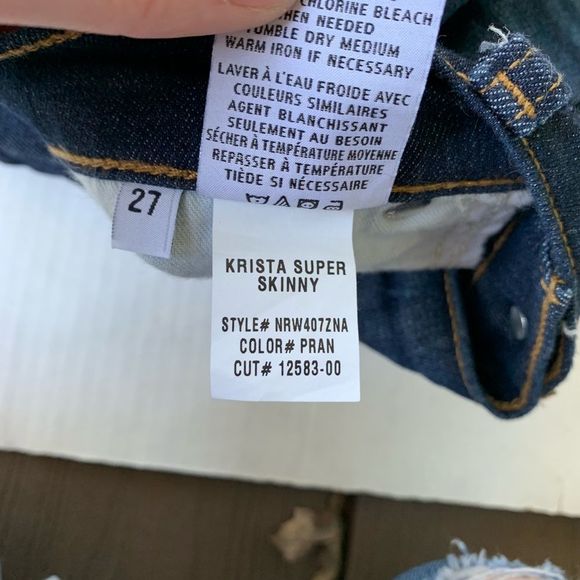 CHLORINE BLEACH
WHEN NEEDED
TUMBLE DRY MEDIUM
WARM IRON IF NECESSARY
LAVER À L'EAU FROIDE AVEC
COULEURS SIMILAIRES
AGENT BLANCHISSANT
SEULEMENT AU BESOIN
SÉCHER À TEMPÉRATURE MOYENNE
REPASSER À TEMPÉRATURE
TIÈDE SI NÉCESSAIRE
27
KRISTA SUPER
SKINNY
STYLE# NRW407ZNA
COLOR# PRAN
CUT# 12583-00